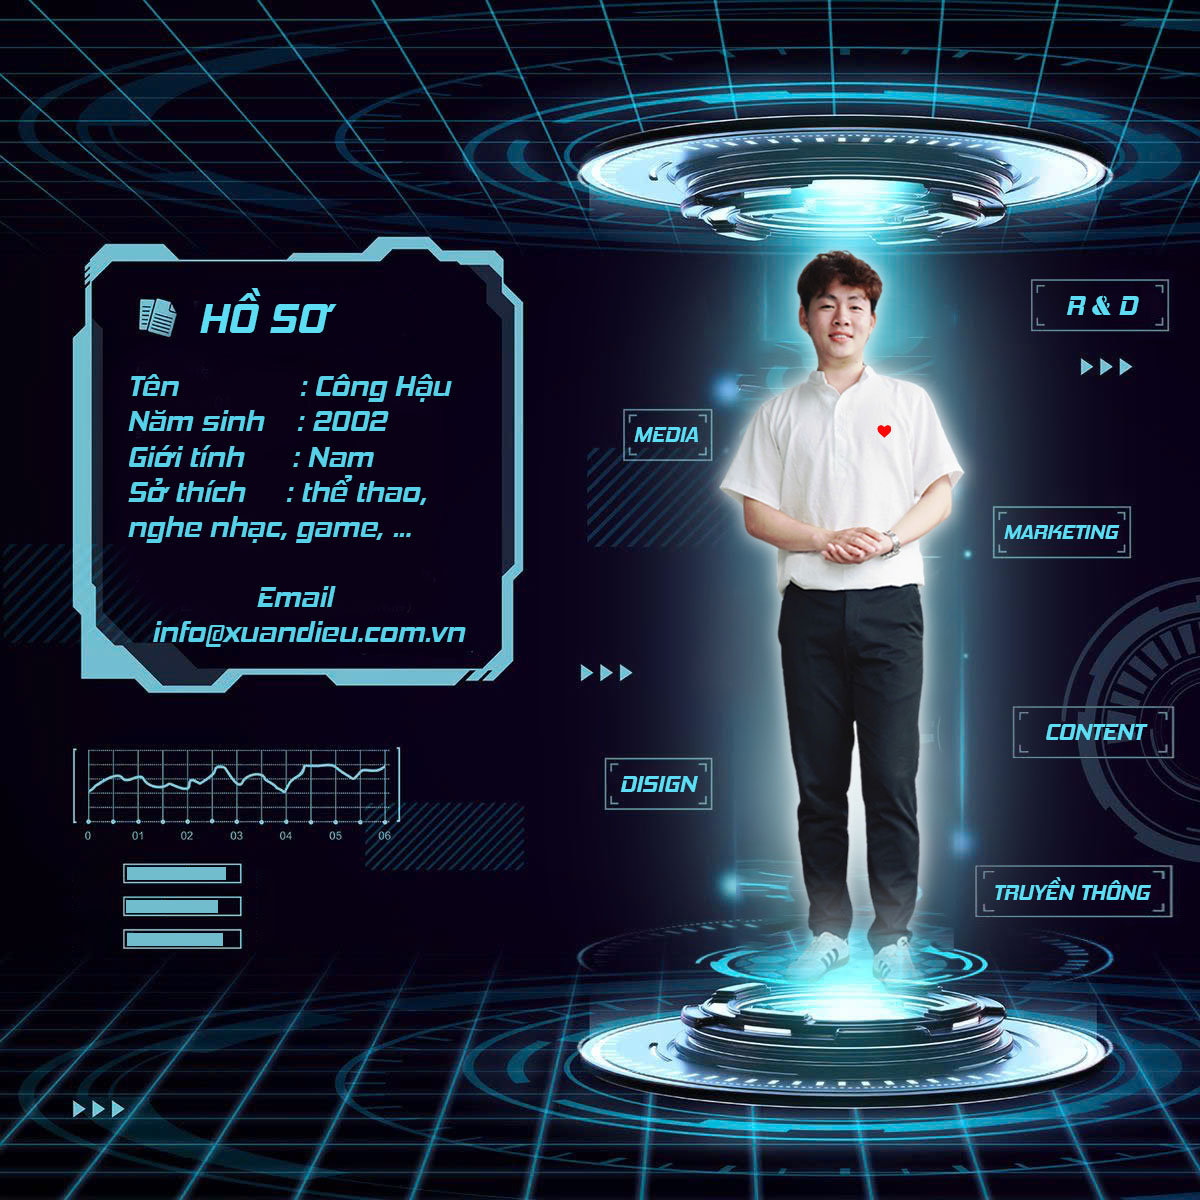 HỒ SƠ
Tên : Công Hậu
Năm sinh : 2002
Giới tính : Nam
Sở thích : thể thao,
nghe nhạc, game, ...
Email
info@xuandieu.com.vn
0 01 02 03 04 05 06
R & D
MEDIA
MARKETING
CONTENT
DISIGN
TRUYỀN THÔNG